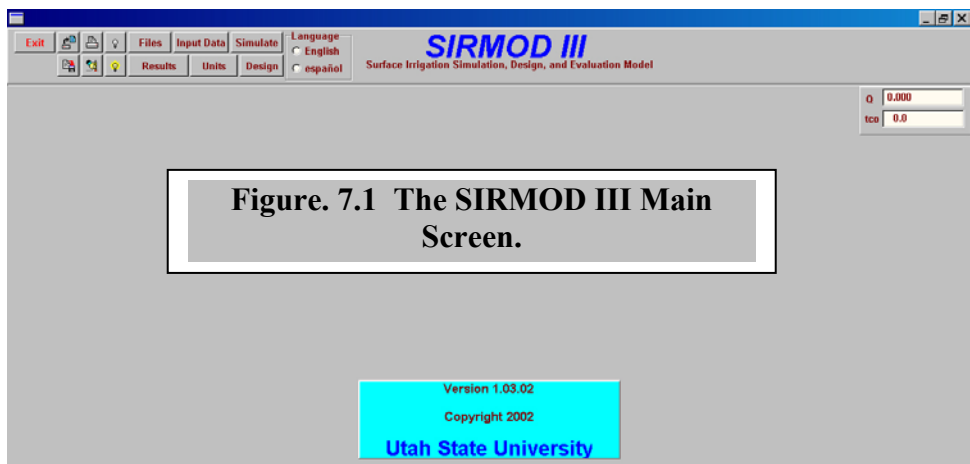 Exit Files Input Data Simulate
Results Units Design
Language
English
español
SIRMOD III
Surface Irrigation Simulation, Design, and Evaluation Model
Q 0.000
tco 0.0
Figure. 7.1 The SIRMOD III Main
Screen.
Version 1.03.02
Copyright 2002
Utah State University